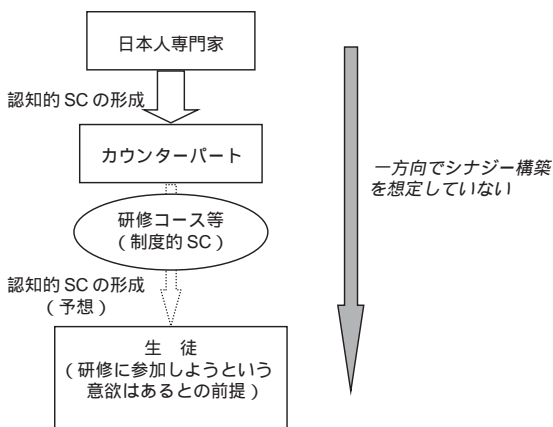 日本人専門家
認知的 SC の形成
カウンターパート
一方向でシナジー構築
を想定していない
研修コース等
（制度的 SC）
認知的 SC の形成
（予想）
生　徒
（研修に参加しようという
意欲はあるとの前提）